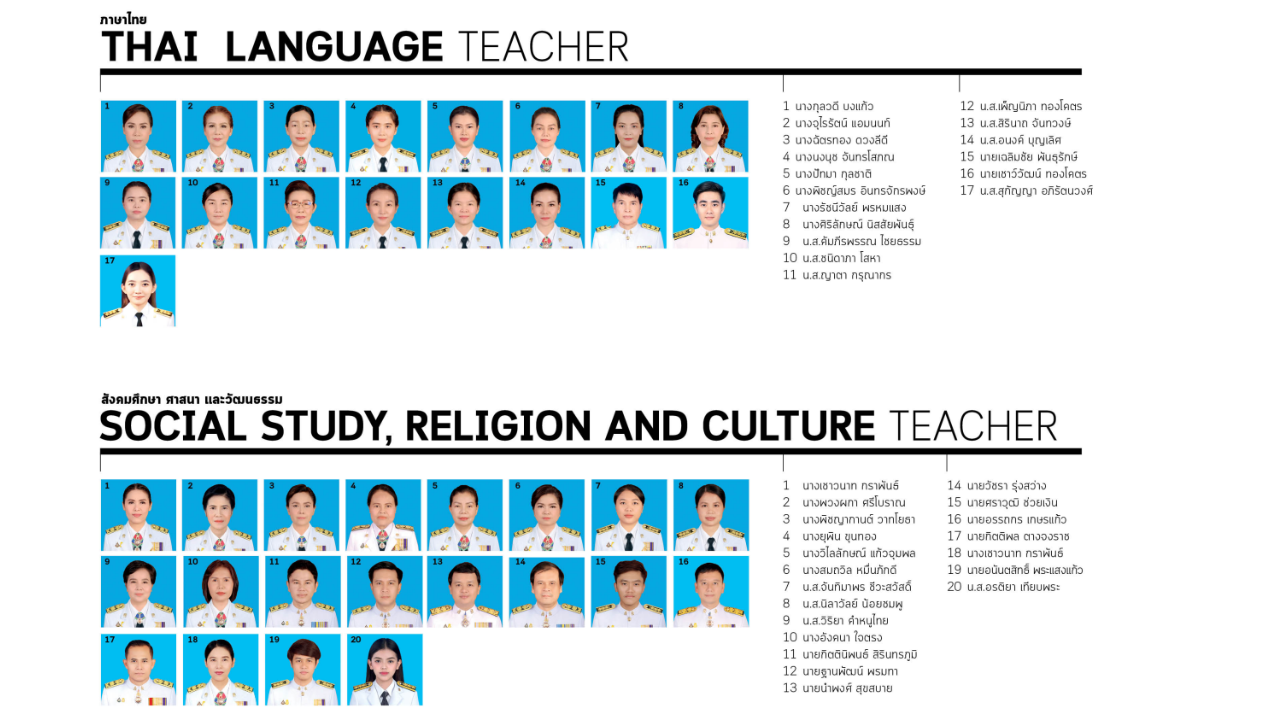 ภาษาไทย
THAI LANGUAGE TEACHER
1 2 3 4 5 6 7 8
9 10 11 12 13 14 15 16
17
1 นางกุลวดี บงแก้ว
2 นางจุไรรัตน์ แอมนนท์
3 นางฉัตรทอง ดวงลีดี
4 นางนงนุช จันทรโสภณ
5 นางปัทมา กุลชาติ
6 นางพิชญ์สมร อินทรจักรพงษ์
7 นางรัชนีวัลย์ พรหมแสง
8 นางศิริลักษณ์ นิสสัยพันธุ์
9 น.ส.คัมภีรพรรณ ไชยธรรม
10 น.ส.ชนิดาภา โสหา
11 น.ส.ญาตา กรุณากร
12 น.ส.เพ็ญนิภา ทองโคตร
13 น.ส.สิรินาถ จันทวงษ์
14 น.ส.อนงค์ บุญเลิศ
15 นายเฉลิมชัย พันธุรักษ์
16 นายเชาว์วัฒน์ ทองโคตร
17 น.ส.สุภิญญา อภิรัตนวงศ์
สังคมศึกษา ศาสนา และวัฒนธรรม
SOCIAL STUDY, RELIGION AND CULTURE TEACHER
1 2 3 4 5 6 7 8
9 10 11 12 13 14 15 16
17 18 19 20
1 นางเชาวนาท กราพันธ์
2 นางพวงผกา ศรีโบราณ
3 นางพิชญากานต์ วาทโยธา
4 นางยุพิน ขุนทอง
5 นางวิไลลักษณ์ แก้วจุมพล
6 นางสมถวิล หมื่นภักดี
7 น.ส.จันทิมาพร ชีวะสวัสดิ์
8 น.ส.นิลาวัลย์ น้อยชมพู
9 น.ส.วิริยา คำหนูไทย
10 นางอังคนา ใจตรง
11 นายกิตตินิพนธ์ สิรินทรภูมิ
12 นายฐานพัฒน์ พรมทา
13 นายนำพงศ์ สุขสบาย
14 นายวัชรา รุ่งสว่าง
15 นายศราวุฒิ ช่วยเงิน
16 นายอรรถกร เกษรแก้ว
17 นายกิตติพล ตางจงราช
18 นางเชาวนาท กราพันธ์
19 นายอนันตสิทธิ์ พระแสงแก้ว
20 น.ส.อรติยา เทียบพระ